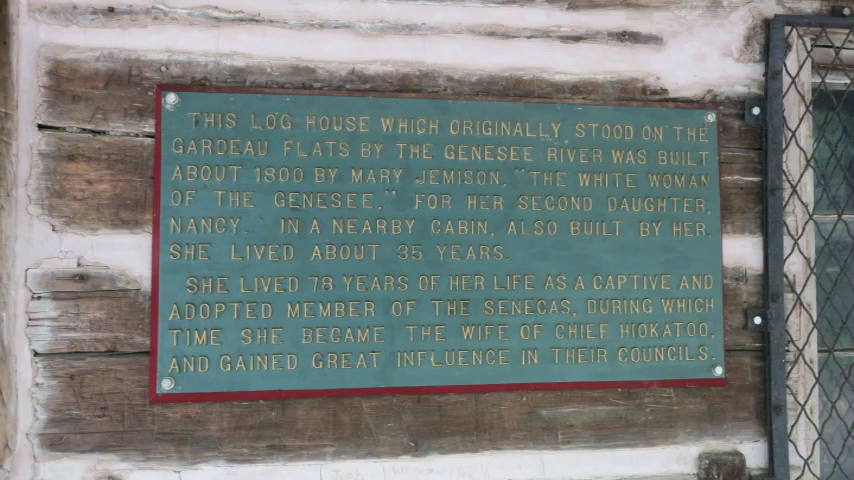 THIS LOG HOUSE WHICH ORIGINALLY STOOD ON THE
GARDEAU FLATS BY THE GENESEE RIVER WAS BUILT
ABOUT 1800 BY MARY JEMISON, "THE WHITE WOMAN
OF THE GENESEE," FOR HER SECOND DAUGHTER,
NANCY. IN A NEARBY CABIN, ALSO BUILT BY HER,
SHE LIVED ABOUT 35 YEARS.
SHE LIVED 78 YEARS OF HER LIFE AS A CAPTIVE AND
ADOPTED MEMBER OF THE SENECAS, DURING WHICH
TIME SHE BECAME THE WIFE OF CHIEF HIOKATOO,
AND GAINED GREAT INFLUENCE IN THEIR COUNCILS.